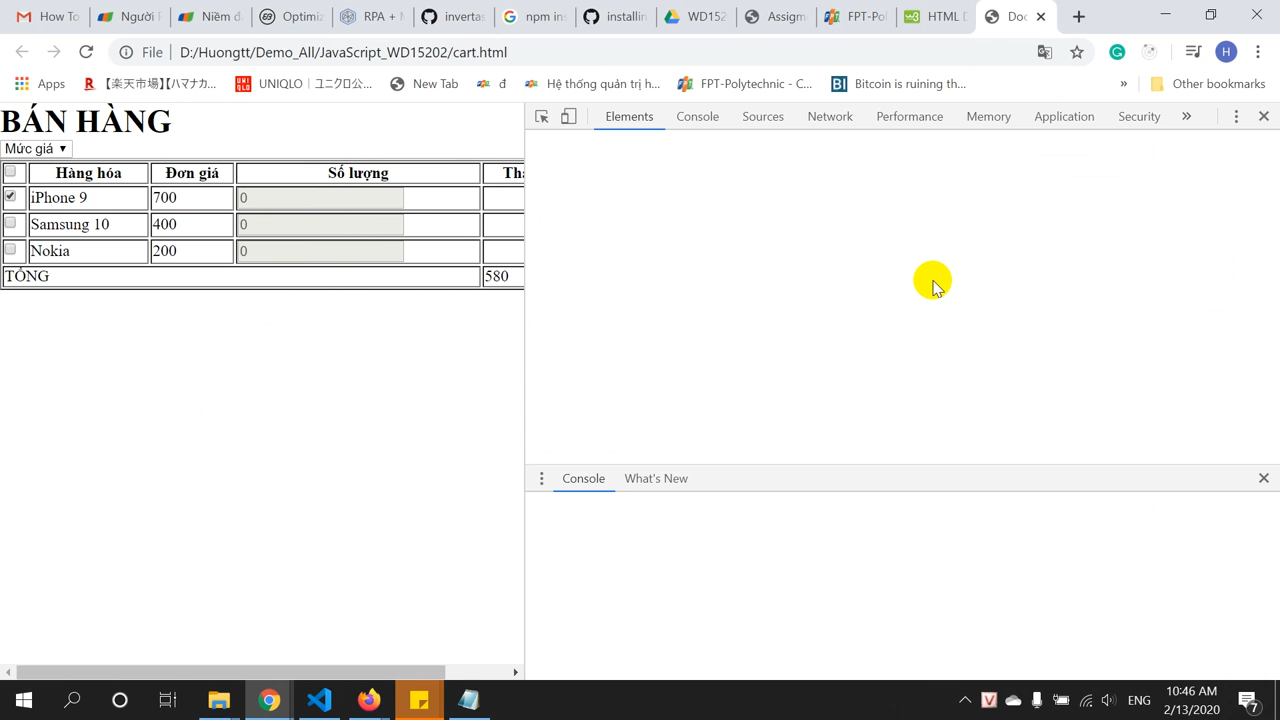 How To
Người
Niềm đ
Optimiz
RPA + M
inverta
npm ins
installin
WD152
Assignm
FPT-Pol
HTML D
Doc
File
D:/Huongtt/Demo_All/JavaScript_WD15202/cart.html
H
Apps
【楽天市場】【ハマナカ...
UNIQLO | ユニクロ公...
New Tab
đ
Hệ thống quản trị h...
FPT-Polytechnic - C...
BI
Bitcoin is ruining th...
»
Other bookmarks
BÁN HÀNG
Mức giá
Hàng hóa Đơn giá Số lượng Thà
iPhone 9 700 0
Samsung 10 400 0
Nokia 200 0
TỔNG 580
Elements Console Sources Network Performance Memory Application Security »
Console What's New
ENG
10:46 AM
2/13/2020
7